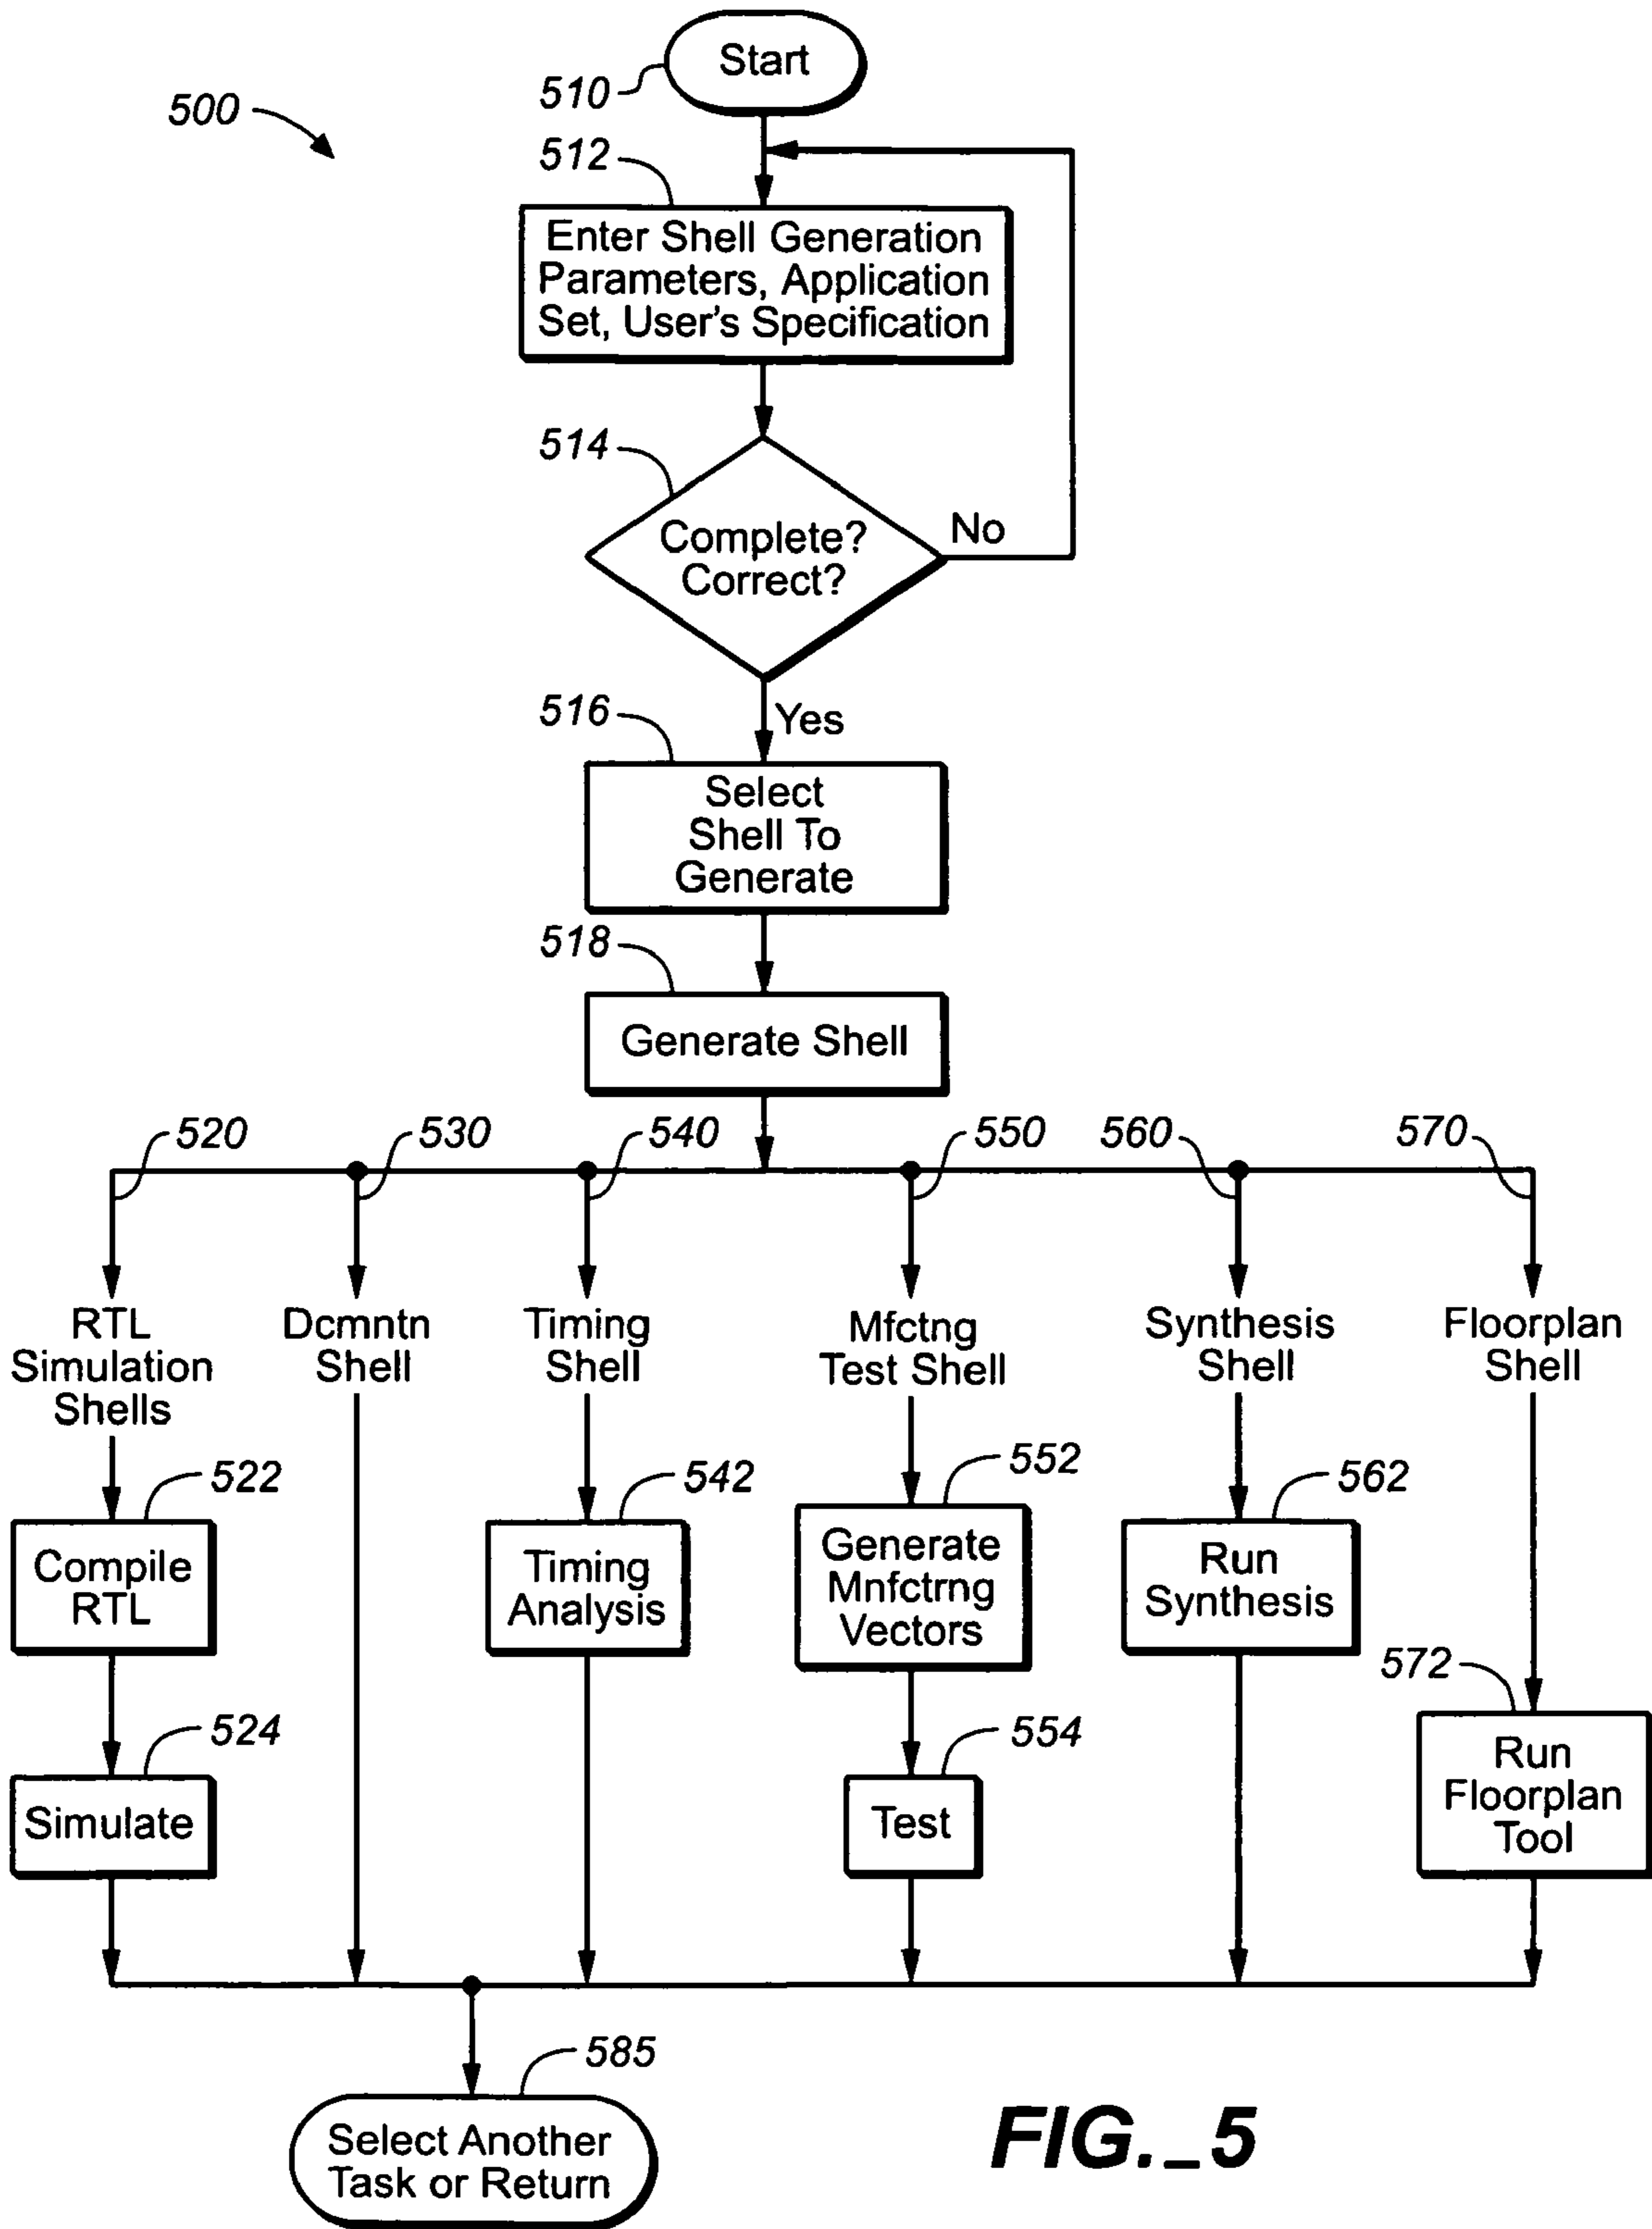 Start
510
500
512
Enter Shell Generation
Parameters, Application
Set, User's Specification
514
Complete?
Correct?
No
Yes
516
Select
Shell To
Generate
518
Generate Shell
520
530
540
550
560
570
RTL
Simulation
Shells
Dcmntn
Shell
Timing
Shell
Mfctng
Test Shell
Synthesis
Shell
Floorplan
Shell
522
Compile
RTL
542
Timing
Analysis
552
Generate
Mnfctrng
Vectors
562
Run
Synthesis
572
Run
Floorplan
Tool
524
Simulate
554
Test
585
Select Another
Task or Return
FIG._5